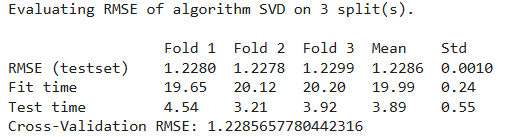 Evaluating RMSE of algorithm SVD on 3 split(s).
Fold 1 Fold 2 Fold 3 Mean Std
RMSE (testset) 1.2280 1.2278 1.2299 1.2286 0.0010
Fit time 19.65 20.12 20.20 19.99 0.24
Test time 4.54 3.21 3.92 3.89 0.55
Cross-Validation RMSE: 1.2285657780442316